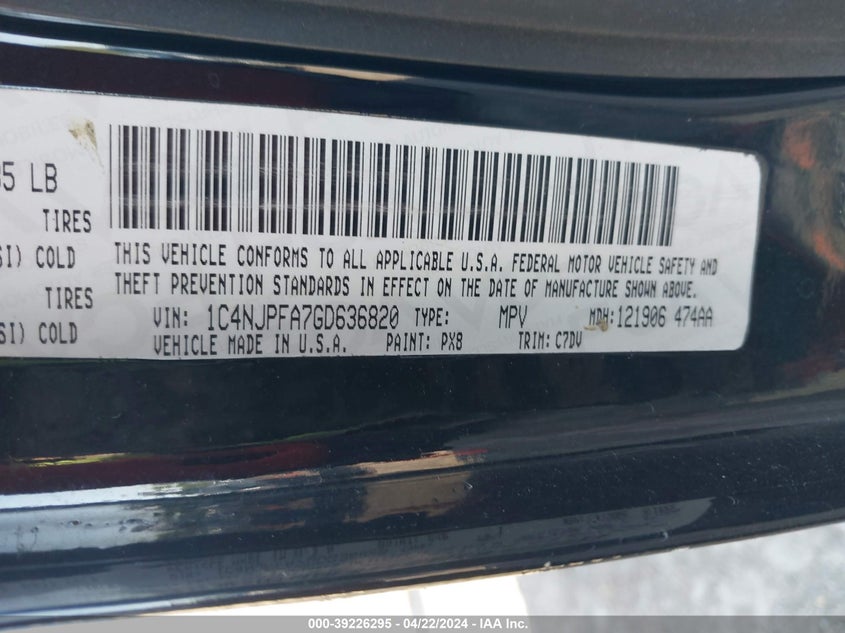 5 LB
TIRES
SI) COLD
TIRES
SI) COLD
THIS VEHICLE CONFORMS TO ALL APPLICABLE U.S.A. FEDERAL MOTOR VEHICLE SAFETY AND
THEFT PREVENTION STANDARDS IN EFFECT ON THE DATE OF MANUFACTURE SHOWN ABOVE.
VIN: 1C4NJPFA7GD636820 TYPE: MPV MDH:121906 474AA
VEHICLE MADE IN U.S.A. PAINT: PX8 TRIM: C7DV
000-39226295 - 04/22/2024 - IAA Inc.